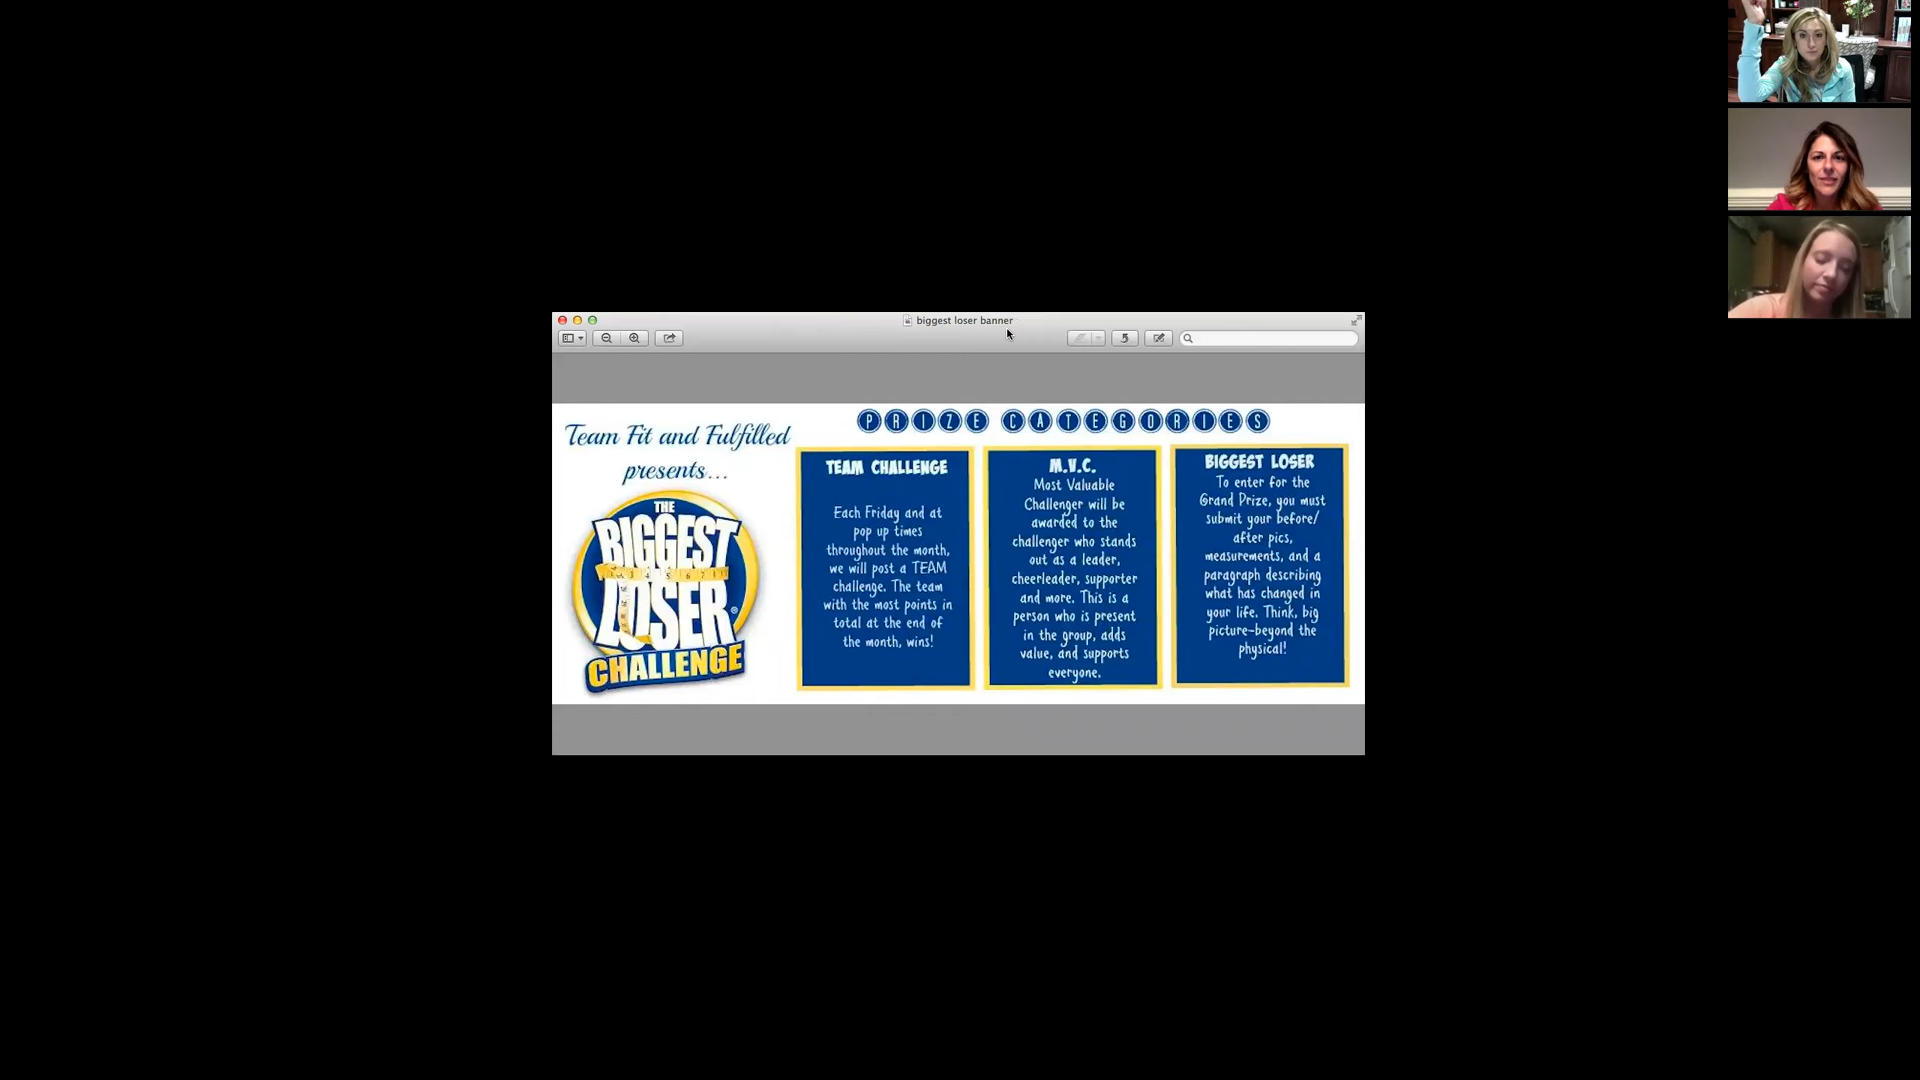 biggest loser banner
Team Fit and Fulfilled
presents...
THE
BIGGEST
LOSER®
CHALLENGE
PRIZE CATEGORIES
TEAM CHALLENGE
Each Friday and at
pop up times
throughout the month,
we will post a TEAM
challenge. The team
with the most points in
total at the end of
the month, wins!
M.V.C.
Most Valuable
Challenger will be
awarded to the
challenger who stands
out as a leader,
cheerleader, supporter
and more. This is a
person who is present
in the group, adds
value, and supports
everyone.
BIGGEST LOSER
To enter for the
Grand Prize, you must
submit your before/
after pics,
measurements, and a
paragraph describing
what has changed in
your life. Think, big
picture-beyond the
physical!